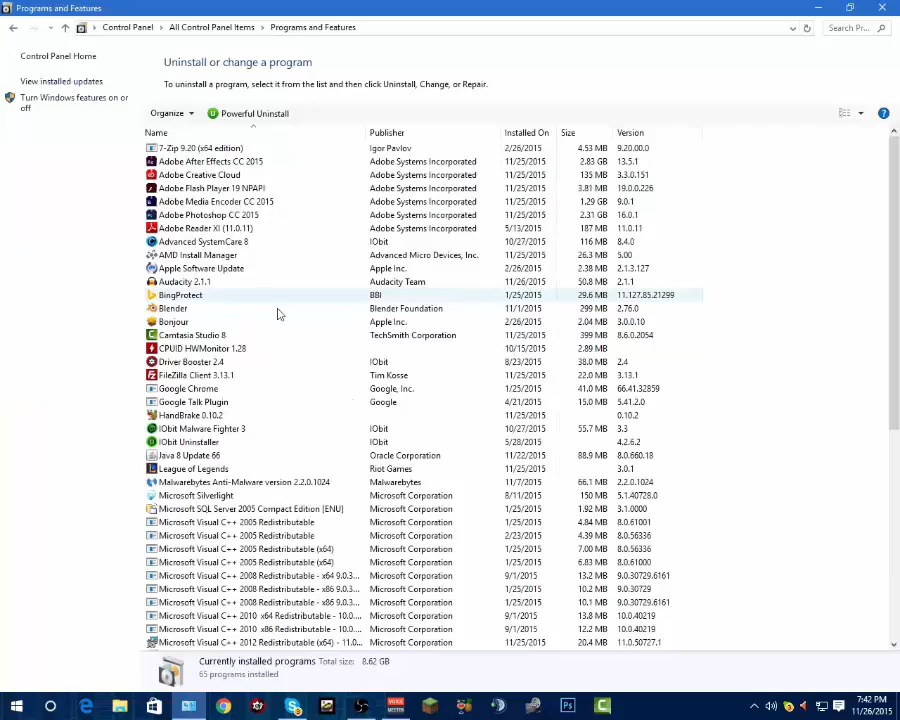 Programs and Features
Control Panel > All Control Panel Items > Programs and Features
Search Pr...
Control Panel Home
View installed updates
Turn Windows features on or off
Uninstall or change a program
To uninstall a program, select it from the list and then click Uninstall, Change, or Repair.
Organize Powerful Uninstall
Name Publisher Installed On Size Version
7-Zip 9.20 (x64 edition) Igor Pavlov 2/26/2015 4.53 MB 9.20.00.0
Adobe After Effects CC 2015 Adobe Systems Incorporated 11/25/2015 2.83 GB 13.5.1
Adobe Creative Cloud Adobe Systems Incorporated 11/25/2015 135 MB 3.3.0.151
Adobe Flash Player 19 NPAPI Adobe Systems Incorporated 11/25/2015 3.81 MB 19.0.0.226
Adobe Media Encoder CC 2015 Adobe Systems Incorporated 11/25/2015 1.29 GB 9.0.1
Adobe Photoshop CC 2015 Adobe Systems Incorporated 11/25/2015 2.31 GB 16.0.1
Adobe Reader XI (11.0.11) Adobe Systems Incorporated 5/13/2015 187 MB 11.0.11
Advanced SystemCare 8 IObit 10/27/2015 116 MB 8.4.0
AMD Install Manager Advanced Micro Devices, Inc. 11/25/2015 26.3 MB 5.00
Apple Software Update Apple Inc. 2/26/2015 2.38 MB 2.1.3.127
Audacity 2.1.1 Audacity Team 11/26/2015 50.8 MB 2.1.1
BingProtect BBI 1/25/2015 29.6 MB 11.127.85.21299
Blender Blender Foundation 11/1/2015 299 MB 2.76
Bonjour Apple Inc. 2/26/2015 2.04 MB 3.0.0.10
Camtasia Studio 8 TechSmith Corporation 11/25/2015 399 MB 8.6.0.2054
CPUID HWMonitor 1.28 10/15/2015 2.89 MB
Driver Booster 2.4 IObit 8/23/2015 38.0 MB 2.4
FileZilla Client 3.13.1 Tim Kosse 11/25/2015 22.0 MB 3.13.1
Google Chrome Google, Inc. 1/25/2015 41.0 MB 66.41.32859
Google Talk Plugin Google 4/21/2015 15.0 MB 5.41.2.0
HandBrake 0.10.2 11/25/2015 0.10.2
IObit Malware Fighter 3 IObit 10/27/2015 55.7 MB 3.3
IObit Uninstaller IObit 5/28/2015 4.2.6.2
Java 8 Update 66 Oracle Corporation 11/22/2015 88.9 MB 8.0.660.18
League of Legends Riot Games 11/25/2015 3.0.1
Malwarebytes Anti-Malware version 2.2.0.1024 Malwarebytes 11/7/2015 66.1 MB 2.2.0.1024
Microsoft Silverlight Microsoft Corporation 8/11/2015 150 MB 5.1.40728.0
Microsoft SQL Server 2005 Compact Edition [ENU] Microsoft Corporation 1/25/2015 1.92 MB 3.1.0000
Microsoft Visual C++ 2005 Redistributable Microsoft Corporation 1/25/2015 4.84 MB 8.0.61001
Microsoft Visual C++ 2005 Redistributable Microsoft Corporation 2/23/2015 4.39 MB 8.0.56336
Microsoft Visual C++ 2005 Redistributable (x64) Microsoft Corporation 1/25/2015 7.00 MB 8.0.56336
Microsoft Visual C++ 2005 Redistributable (x64) Microsoft Corporation 1/25/2015 6.83 MB 8.0.61000
Microsoft Visual C++ 2008 Redistributable - x64 9.0.3... Microsoft Corporation 9/1/2015 13.2 MB 9.0.30729.6161
Microsoft Visual C++ 2008 Redistributable - x86 9.0.3... Microsoft Corporation 1/25/2015 10.2 MB 9.0.30729
Microsoft Visual C++ 2008 Redistributable - x86 9.0.3... Microsoft Corporation 9/1/2015 10.1 MB 9.0.30729.6161
Microsoft Visual C++ 2010 x64 Redistributable - 10.0.... Microsoft Corporation 9/1/2015 13.8 MB 10.0.40219
Microsoft Visual C++ 2010 x86 Redistributable - 10.0.... Microsoft Corporation 9/1/2015 11.1 MB 10.0.40219
Microsoft Visual C++ 2012 Redistributable (x64) - 11.0... Microsoft Corporation 11/25/2015 20.4 MB 11.0.50727.1
Currently installed programs Total size: 8.62 GB
65 programs installed
7:42 PM
11/26/2015